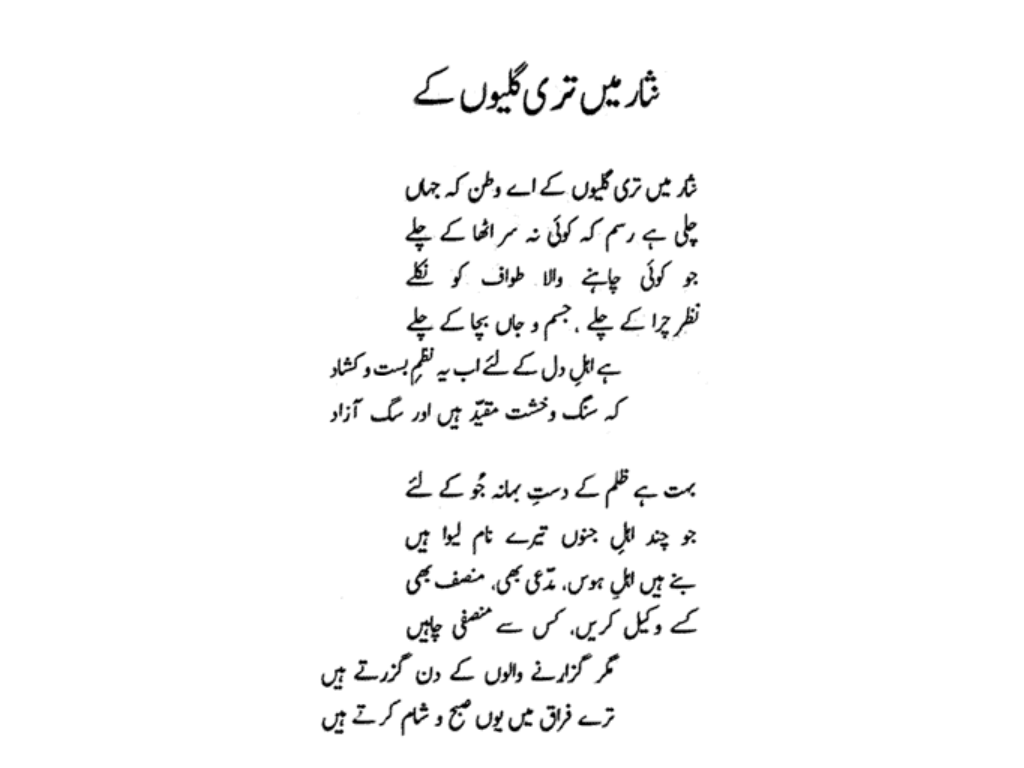 نثار میں تری گلیوں کے
نثار میں تری گلیوں کے اے وطن کہ جہاں
چلی ہے رسم کہ کوئی نہ سر اٹھا کے چلے
جو کوئی چاہنے والا طواف کو نکلے
نظر چرا کے چلے ، جسم و جاں بچا کے چلے
ہے اہلِ دل کے لئے اب یہ نظمِ بست و کشاد
کہ سنگ و خشت مقیّد ہیں اور سگ آزاد
بہت ہے ظلم کے دستِ بہانہ جُو کے لئے
جو چند اہلِ جنوں تیرے نام لیوا ہیں
بنے ہیں اہلِ ہوس، مدّعی بھی، منصف بھی
کسے وکیل کریں، کس سے منصفی چاہیں
مگر گزارنے والوں کے دن گزرتے ہیں
ترے فراق میں یوں صبح و شام کرتے ہیں